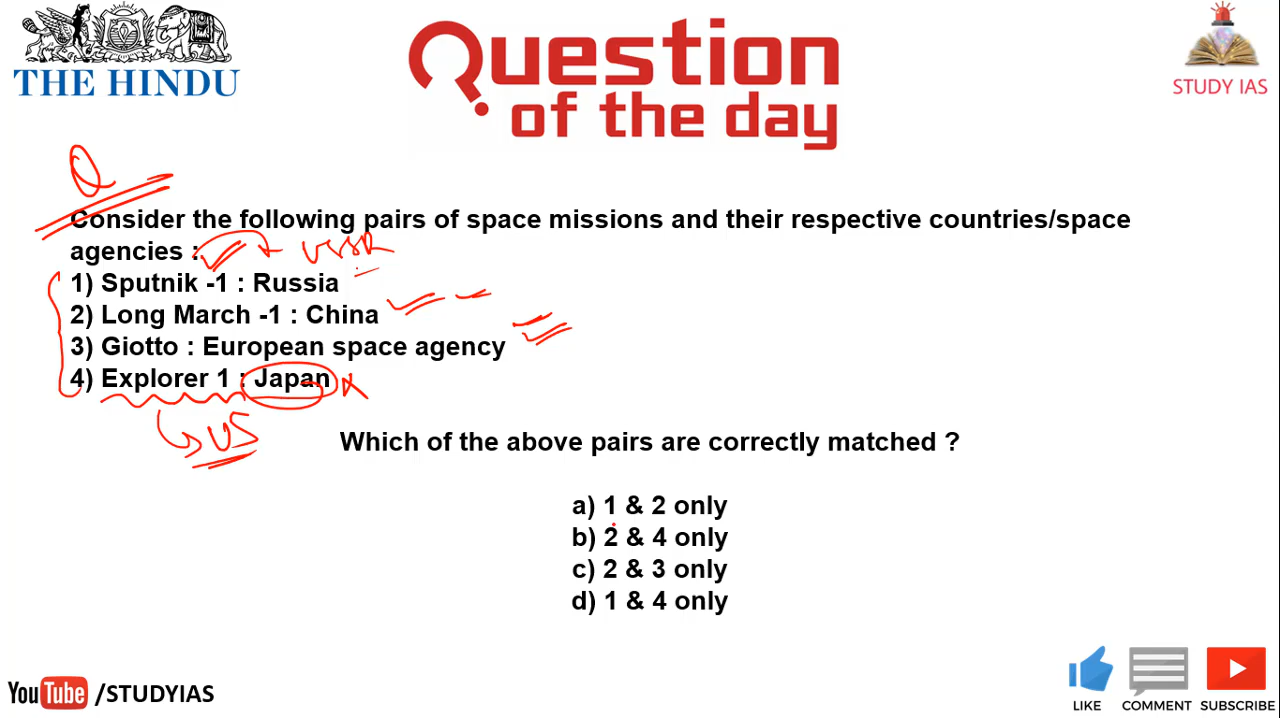 THE HINDU
Question
of the day
STUDY IAS
Q
Consider the following pairs of space missions and their respective countries/space
agencies :
USSR
1) Sputnik -1 : Russia
2) Long March -1 : China
3) Giotto : European space agency
4) Explorer 1 : Japan
US
Which of the above pairs are correctly matched ?
a) 1 & 2 only
b) 2 & 4 only
c) 2 & 3 only
d) 1 & 4 only
YouTube /STUDYIAS
LIKE COMMENT SUBSCRIBE